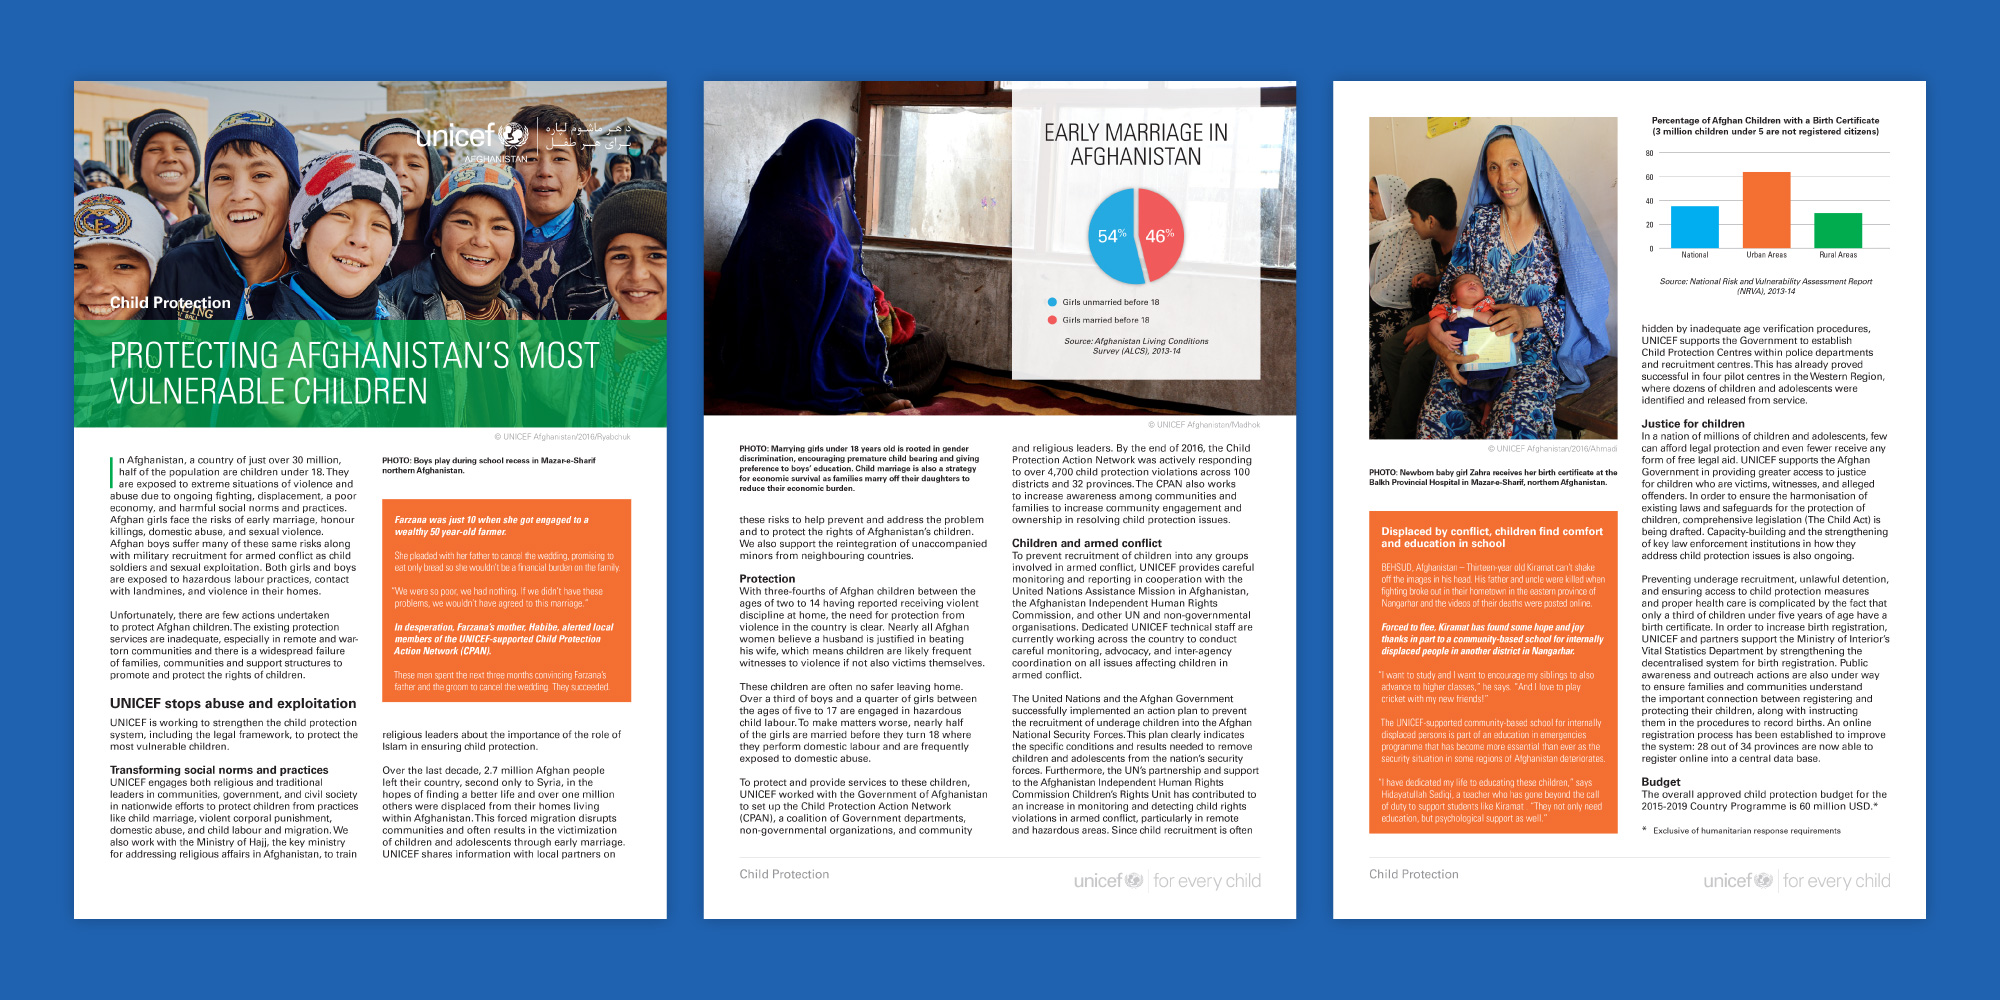 unicef
AFGHANISTAN
د هر ماشوم لپاره
برای هر طفل
Child Protection
PROTECTING AFGHANISTAN'S MOST
VULNERABLE CHILDREN
© UNICEF Afghanistan/2016/Ryabchuk
In Afghanistan, a country of just over 30 million,
half of the population are children under 18. They
are exposed to extreme situations of violence and
abuse due to ongoing fighting, displacement, a poor
economy, and harmful social norms and practices.
Afghan girls face the risks of early marriage, honour
killings, domestic abuse, and sexual violence.
Afghan boys suffer many of these same risks along
with military recruitment for armed conflict as child
soldiers and sexual exploitation. Both girls and boys
are exposed to hazardous labour practices, contact
with landmines, and violence in their homes.
Unfortunately, there are few actions undertaken
to protect Afghan children. The existing protection
services are inadequate, especially in remote and war-
torn communities and there is a widespread failure
of families, communities and support structures to
promote and protect the rights of children.
UNICEF stops abuse and exploitation
UNICEF is working to strengthen the child protection
system, including the legal framework, to protect the
most vulnerable children.
Transforming social norms and practices
UNICEF engages both religious and traditional
leaders in communities, government, and civil society
in nationwide efforts to protect children from practices
like child marriage, violent corporal punishment,
domestic abuse, and child labour and migration. We
also work with the Ministry of Hajj, the key ministry
for addressing religious affairs in Afghanistan, to train
PHOTO: Boys play during school recess in Mazar-e-Sharif
northern Afghanistan.
Farzana was just 10 when she got engaged to a
wealthy 50 year-old farmer.
She pleaded with her father to cancel the wedding, promising to
eat only bread so she wouldn't be a financial burden on the family.
"We were so poor, we had nothing. If we didn't have these
problems, we wouldn't have agreed to this marriage."
In desperation, Farzana's mother, Habibe, alerted local
members of the UNICEF-supported Child Protection
Action Network (CPAN).
These men spent the next three months convincing Farzana's
father and the groom to cancel the wedding. They succeeded.
religious leaders about the importance of the role of
Islam in ensuring child protection.
Over the last decade, 2.7 million Afghan people
left their country, second only to Syria, in the
hopes of finding a better life and over one million
others were displaced from their homes living
within Afghanistan. This forced migration disrupts
communities and often results in the victimization
of children and adolescents through early marriage.
UNICEF shares information with local partners on
EARLY MARRIAGE IN
AFGHANISTAN
54%
46%
Girls unmarried before 18
Girls married before 18
Source: Afghanistan Living Conditions
Survey (ALCS), 2013-14
© UNICEF Afghanistan/Madhok
PHOTO: Marrying girls under 18 years old is rooted in gender
discrimination, encouraging premature child bearing and giving
preference to boys' education. Child marriage is also a strategy
for economic survival as families marry off their daughters to
reduce their economic burden.
these risks to help prevent and address the problem
and to protect the rights of Afghanistan's children.
We also support the reintegration of unaccompanied
minors from neighbouring countries.
Protection
With three-fourths of Afghan children between the
ages of two to 14 having reported receiving violent
discipline at home, the need for protection from
violence in the country is clear. Nearly all Afghan
women believe a husband is justified in beating
his wife, which means children are likely frequent
witnesses to violence if not also victims themselves.
These children are often no safer leaving home.
Over a third of boys and a quarter of girls between
the ages of five to 17 are engaged in hazardous
child labour. To make matters worse, nearly half
of the girls are married before they turn 18 where
they perform domestic labour and are frequently
exposed to domestic abuse.
To protect and provide services to these children,
UNICEF worked with the Government of Afghanistan
to set up the Child Protection Action Network
(CPAN), a coalition of Government departments,
non-governmental organizations, and community
and religious leaders. By the end of 2016, the Child
Protection Action Network was actively responding
to over 4,700 child protection violations across 100
districts and 32 provinces. The CPAN also works
to increase awareness among communities and
families to increase community engagement and
ownership in resolving child protection issues.
Children and armed conflict
To prevent recruitment of children into any groups
involved in armed conflict, UNICEF provides careful
monitoring and reporting in cooperation with the
United Nations Assistance Mission in Afghanistan,
the Afghanistan Independent Human Rights
Commission, and other UN and non-governmental
organisations. Dedicated UNICEF technical staff are
currently working across the country to conduct
careful monitoring, advocacy, and inter-agency
coordination on all issues affecting children in
armed conflict.
The United Nations and the Afghan Government
successfully implemented an action plan to prevent
the recruitment of underage children into the Afghan
National Security Forces. This plan clearly indicates
the specific conditions and results needed to remove
children and adolescents from the nation's security
forces. Furthermore, the UN's partnership and support
to the Afghanistan Independent Human Rights
Commission Children's Rights Unit has contributed to
an increase in monitoring and detecting child rights
violations in armed conflict, particularly in remote
and hazardous areas. Since child recruitment is often
Child Protection
unicef | for every child
© UNICEF Afghanistan/2016/Ahmadi
PHOTO: Newborn baby girl Zahra receives her birth certificate at the
Balkh Provincial Hospital in Mazar-e-Sharif, northern Afghanistan.
Displaced by conflict, children find comfort
and education in school
BEHSUD, Afghanistan – Thirteen-year old Kiramat can't shake
off the images in his head. His father and uncle were killed when
fighting broke out in their hometown in the eastern province of
Nangarhar and the videos of their deaths were posted online.
Forced to flee, Kiramat has found some hope and joy
thanks in part to a community-based school for internally
displaced people in another district in Nangarhar.
"I want to study and I want to encourage my siblings to also
advance to higher classes," he says. "And I love to play
cricket with my new friends!"
The UNICEF-supported community-based school for internally
displaced persons is part of an education in emergencies
programme that has become more essential than ever as the
security situation in some regions of Afghanistan deteriorates.
"I have dedicated my life to educating these children," says
Hidayatullah Sediqi, a teacher who has gone beyond the call
of duty to support students like Kiramat. "They not only need
education, but psychological support as well."
Percentage of Afghan Children with a Birth Certificate
(3 million children under 5 are not registered citizens)
80
60
40
20
0
National
Urban Areas
Rural Areas
Source: National Risk and Vulnerability Assessment Report
(NRVA), 2013-14
hidden by inadequate age verification procedures,
UNICEF supports the Government to establish
Child Protection Centres within police departments
and recruitment centres. This has already proved
successful in four pilot centres in the Western Region,
where dozens of children and adolescents were
identified and released from service.
Justice for children
In a nation of millions of children and adolescents, few
can afford legal protection and even fewer receive any
form of free legal aid. UNICEF supports the Afghan
Government in providing greater access to justice
for children who are victims, witnesses, and alleged
offenders. In order to ensure the harmonisation of
existing laws and safeguards for the protection of
children, comprehensive legislation (The Child Act) is
being drafted. Capacity-building and the strengthening
of key law enforcement institutions in how they
address child protection issues is also ongoing.
Preventing underage recruitment, unlawful detention,
and ensuring access to child protection measures
and proper health care is complicated by the fact that
only a third of children under five years of age have a
birth certificate. In order to increase birth registration,
UNICEF and partners support the Ministry of Interior's
Vital Statistics Department by strengthening the
decentralised system for birth registration. Public
awareness and outreach actions are also under way
to ensure families and communities understand
the important connection between registering and
protecting their children, along with instructing
them in the procedures to record births. An online
registration process has been established to improve
the system: 28 out of 34 provinces are now able to
register online into a central data base.
Budget
The overall approved child protection budget for the
2015-2019 Country Programme is 60 million USD.*
* Exclusive of humanitarian response requirements
Child Protection
unicef | for every child